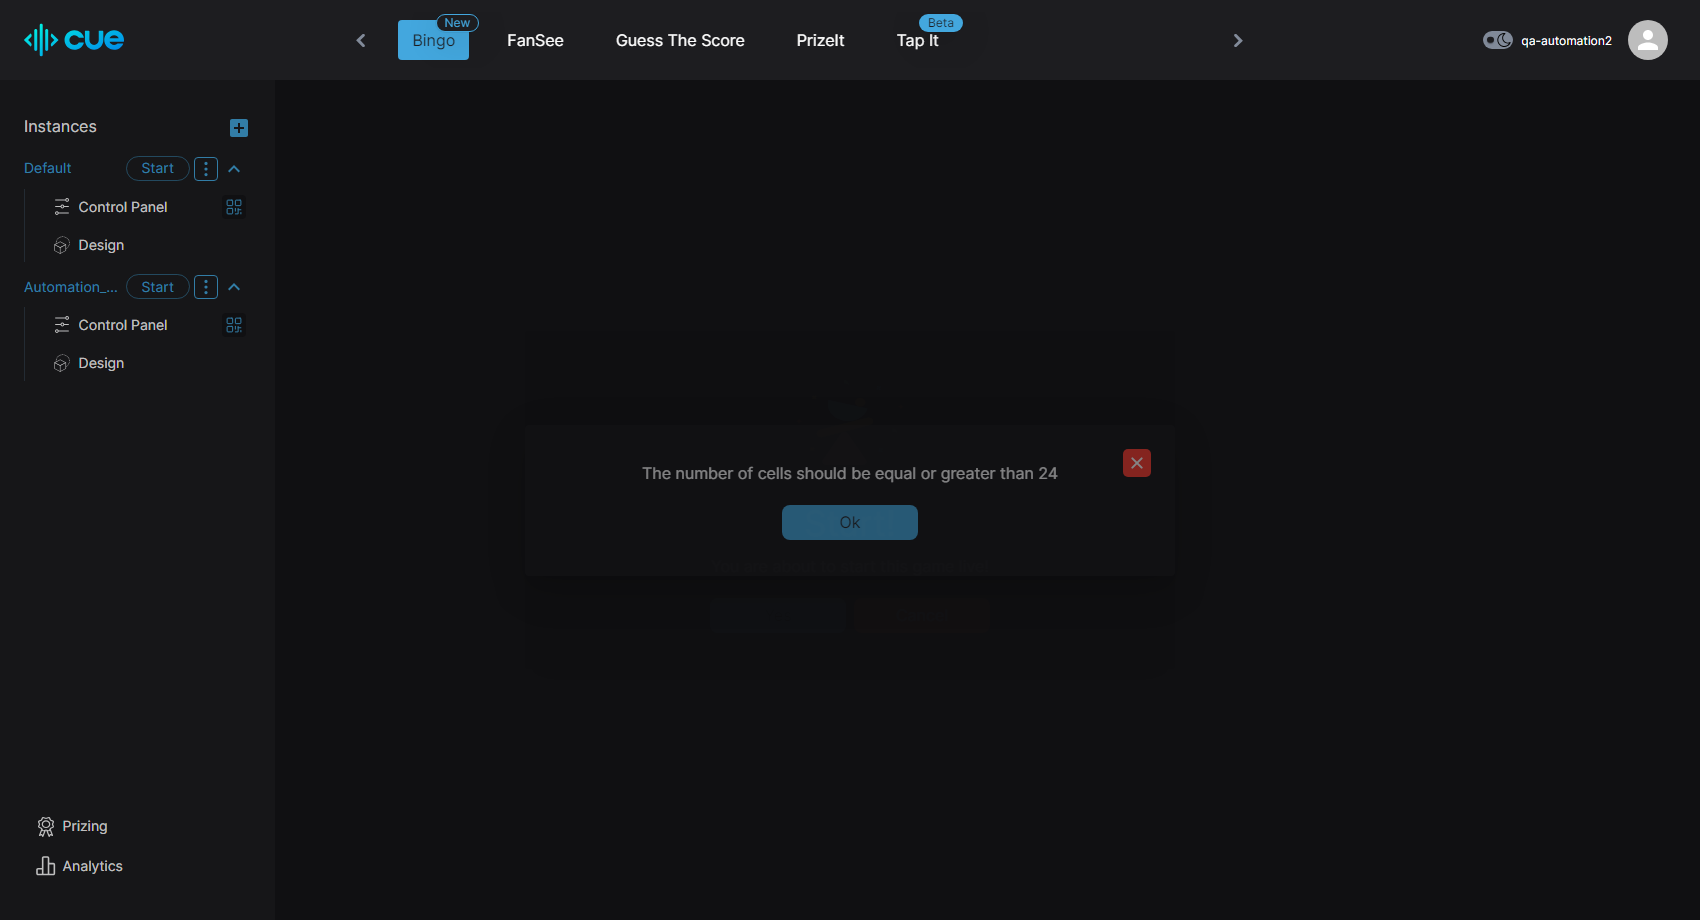 cue
New
Beta
Bingo
FanSee
Guess The Score
PrizeIt
Tap It
qa-automation2
Instances
Default
Start
Control Panel
Design
Automation_...
Start
Control Panel
Design
The number of cells should be equal or greater than 24
Ok
Prizing
Analytics